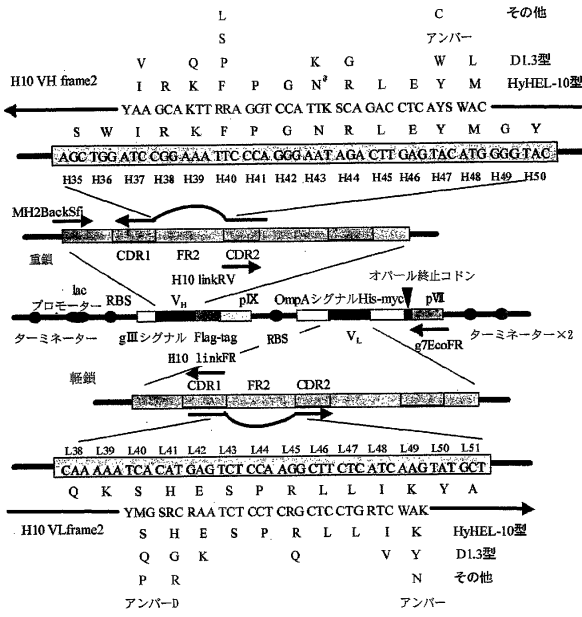 L C その他
S アンバー
V Q P K G W L D1.3型
H10 VH frame2 I R K F P G Nª R L E Y M HyHEL-10型
YAA GCA KTT RRA GGT CCA TTK SCA GAC CTC AYS WAC
S W I R K F P G N R L E Y M G Y
AGC TGG ATC CGG AAA TTC CCA GGG AAT AGA CTT GAG TAC ATG GGG TAC
H35 H36 H37 H38 H39 H40 H41 H42 H43 H44 H45 H46 H47 H48 H49 H50
MH2BackSfi
CDR1 FR2 CDR2
重鎖
H10 linkRV
オパール終止コドン
lac プロモーター RBS VH pIX OmpAシグナル His-myc pVII
ターミネーター gIIIシグナル Flag-tag RBS VL g7EcoFR ターミネーター×2
H10 linkFR
軽鎖
CDR1 FR2 CDR2
L38 L39 L40 L41 L42 L43 L44 L45 L46 L47 L48 L49 L50 L51
CAA AAA TCA CAT GAG TCT CCA AGG CTT CTC ATC AAG TAT GCT
Q K S H E S P R L L I K Y A
YMG SRC RAA TCT CCT CRG CTC CTG RTC WAK
H10 VLframe2 S H E S P R L L I K HyHEL-10型
Q G K Q V Y D1.3型
P R N その他
アンバーD アンバー